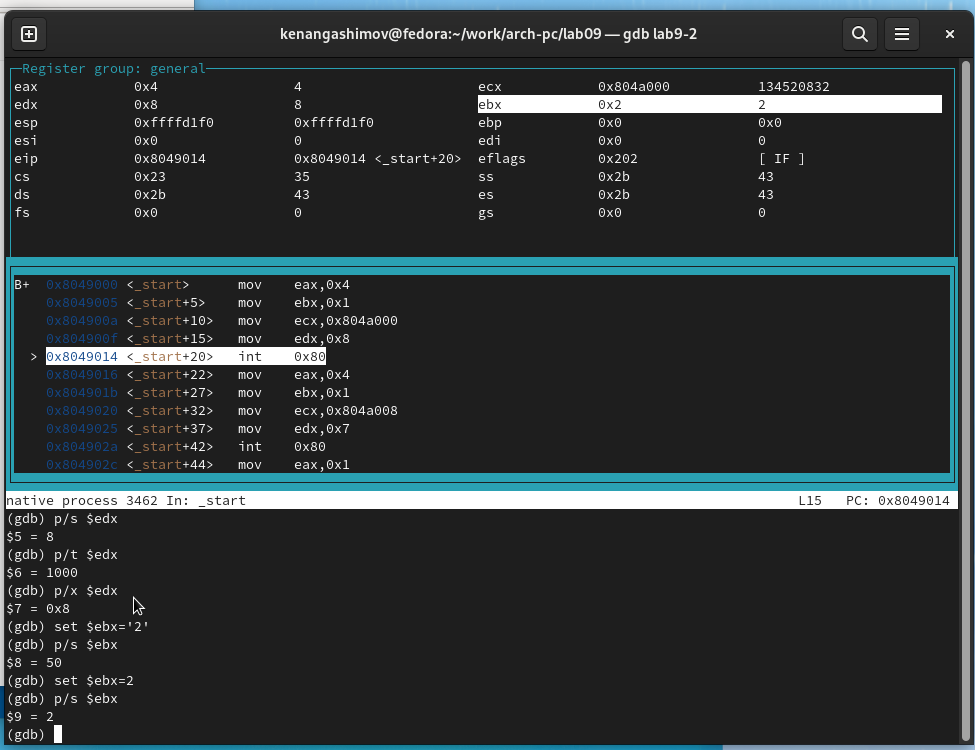 kenangashimov@fedora:~/work/arch-pc/lab09 — gdb lab9-2
Register group: general
eax 0x4 4 ecx 0x804a000 134520832
edx 0x8 8 ebx 0x2 2
esp 0xffffd1f0 0xffffd1f0 ebp 0x0 0x0
esi 0x0 0 edi 0x0 0
eip 0x8049014 0x8049014 <_start+20> eflags 0x202 [ IF ]
cs 0x23 35 ss 0x2b 43
ds 0x2b 43 es 0x2b 43
fs 0x0 0 gs 0x0 0
B+ 0x8049000 <_start> mov eax,0x4
0x8049005 <_start+5> mov ebx,0x1
0x804900a <_start+10> mov ecx,0x804a000
0x804900f <_start+15> mov edx,0x8
> 0x8049014 <_start+20> int 0x80
0x8049016 <_start+22> mov eax,0x4
0x804901b <_start+27> mov ebx,0x1
0x8049020 <_start+32> mov ecx,0x804a008
0x8049025 <_start+37> mov edx,0x7
0x804902a <_start+42> int 0x80
0x804902c <_start+44> mov eax,0x1
native process 3462 In: _start L15 PC: 0x8049014
(gdb) p/s $edx
$5 = 8
(gdb) p/t $edx
$6 = 1000
(gdb) p/x $edx
$7 = 0x8
(gdb) set $ebx='2'
(gdb) p/s $ebx
$8 = 50
(gdb) set $ebx=2
(gdb) p/s $ebx
$9 = 2
(gdb)